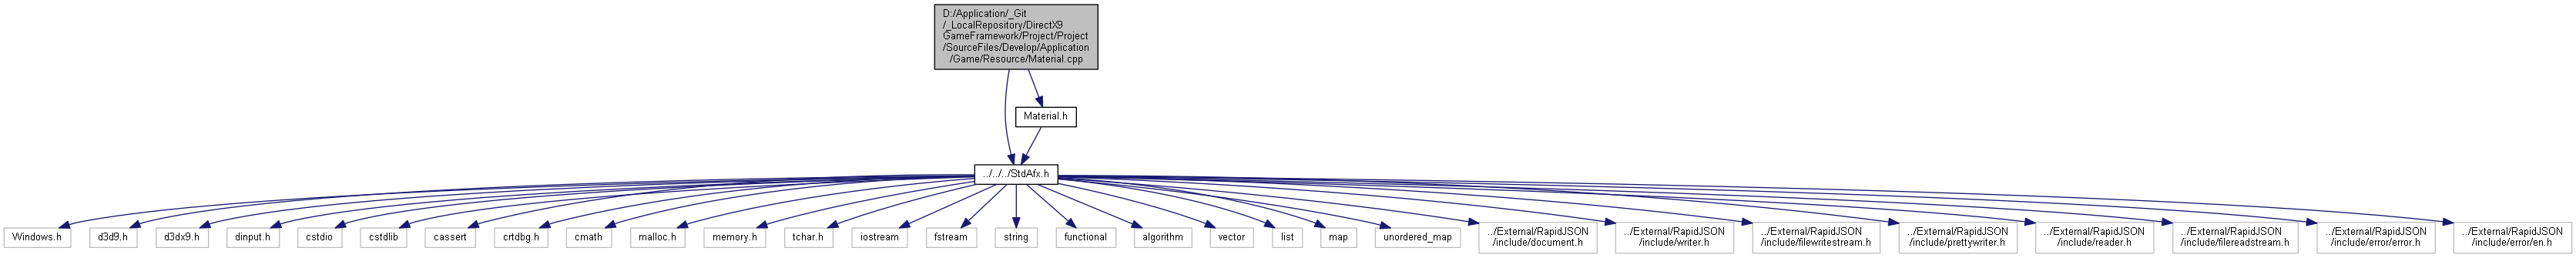 D:/Application/_Git
/_LocalRepository/DirectX9
GameFramework/Project/Project
/SourceFiles/Develop/Application
/Game/Resource/Material.cpp
Material.h
../../../StdAfx.h
Windows.h
d3d9.h
d3dx9.h
dinput.h
cstdio
cstdlib
cassert
crtdbg.h
cmath
malloc.h
memory.h
tchar.h
iostream
fstream
string
functional
algorithm
vector
list
map
unordered_map
../External/RapidJSON
/include/document.h
../External/RapidJSON
/include/writer.h
../External/RapidJSON
/include/filewritestream.h
../External/RapidJSON
/include/prettywriter.h
../External/RapidJSON
/include/reader.h
../External/RapidJSON
/include/filereadstream.h
../External/RapidJSON
/include/error/error.h
../External/RapidJSON
/include/error/en.h